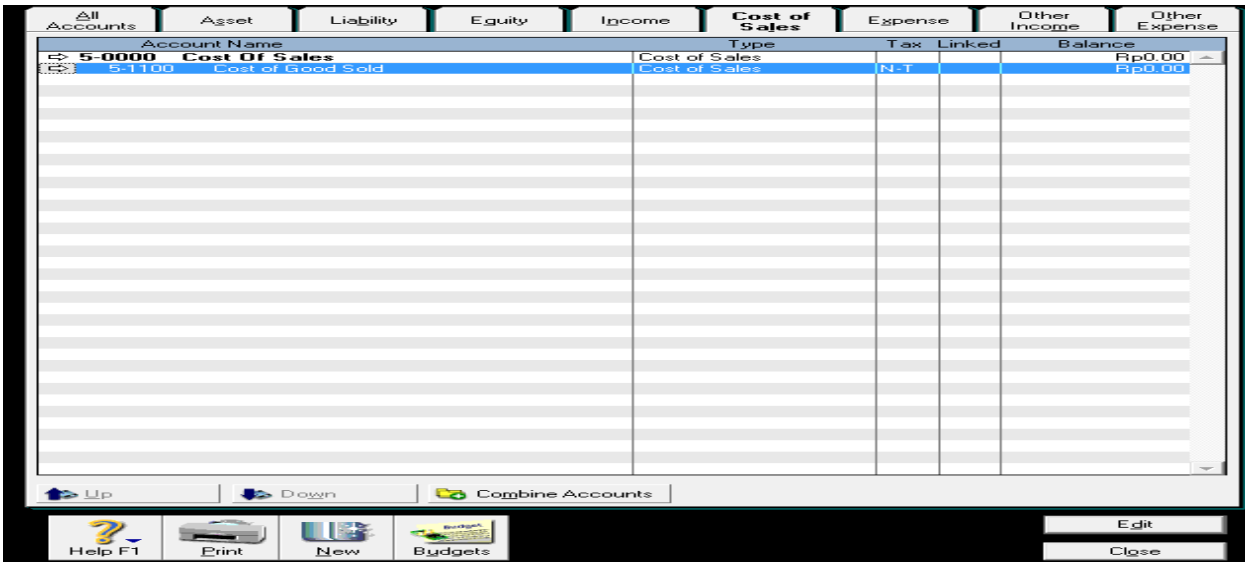 All Accounts Asset Liability Equity Income Cost of Sales Expense Other Income Other Expense
Account Name Type Tax Linked Balance
5-0000 Cost Of Sales Cost of Sales Rp0.00
5-1100 Cost of Good Sold Cost of Sales N-T Rp0.00
Up Down Combine Accounts
Budget
Help F1 Print New Budgets
Edit
Close